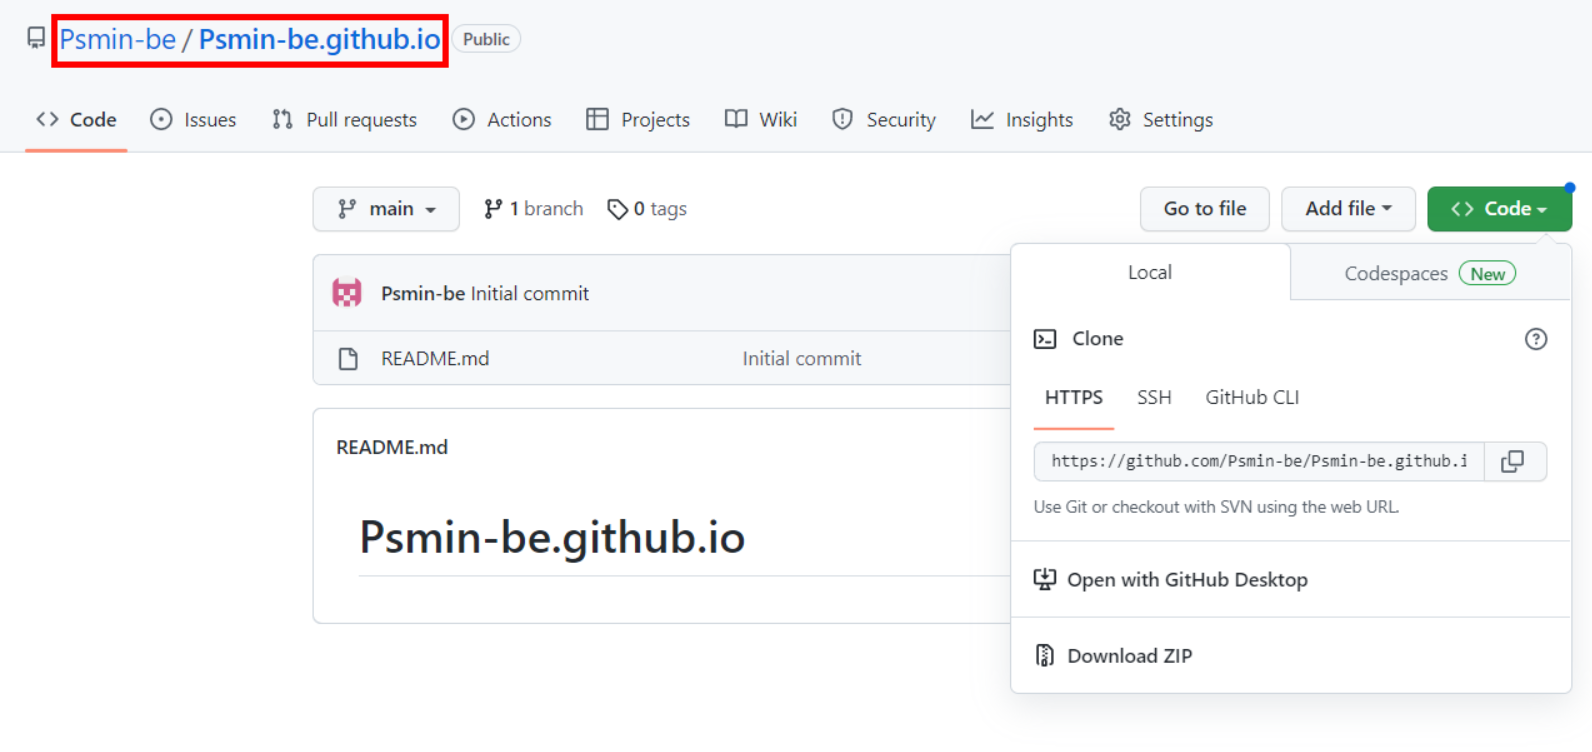 Psmin-be / Psmin-be.github.io Public
Code Issues Pull requests Actions Projects Wiki Security Insights Settings
main 1 branch 0 tags Go to file Add file Code
Psmin-be Initial commit
README.md Initial commit
README.md
Psmin-be.github.io
Local Codespaces New
Clone
HTTPS SSH GitHub CLI
https://github.com/Psmin-be/Psmin-be.github.i
Use Git or checkout with SVN using the web URL.
Open with GitHub Desktop
Download ZIP